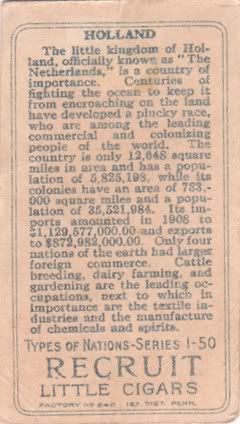 HOLLAND
The little kingdom of Hol-
land, officially known as "The
Netherlands," is a country of
importance. Centuries of
fighting the ocean to keep it
from encroaching on the land
have developed a plucky race,
who are among the leading
commercial and colonizing
people of the world. The
country is only 12,648 square
miles in area and has a popu-
lation of 5,825,198, while its
colonies have an area of 783,-
000 square miles and a popu-
lation of 35,521,984. Its im-
ports amounted in 1908 to
$1,129,577,000 and exports
to $872,982,000.00. Only four
nations of the earth had larger
foreign commerce. Cattle
breeding, dairy farming, and
gardening are the leading oc-
cupations, next to which in
importance are the textile in-
dustries and the manufacture
of chemicals and spirits.
TYPES OF NATIONS-SERIES 1-50
RECRUIT
LITTLE CIGARS
FACTORY NO 240 1ST. DIST. PENN.